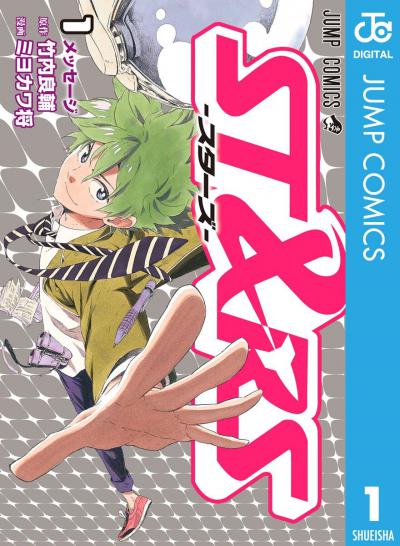 JUMP COMICS
ST&RS
-スターズ-
1
メッセージ
原作 竹内良輔
漫画 ミヨカワ将
DIGITAL
JUMP COMICS
1
SHUEISHA